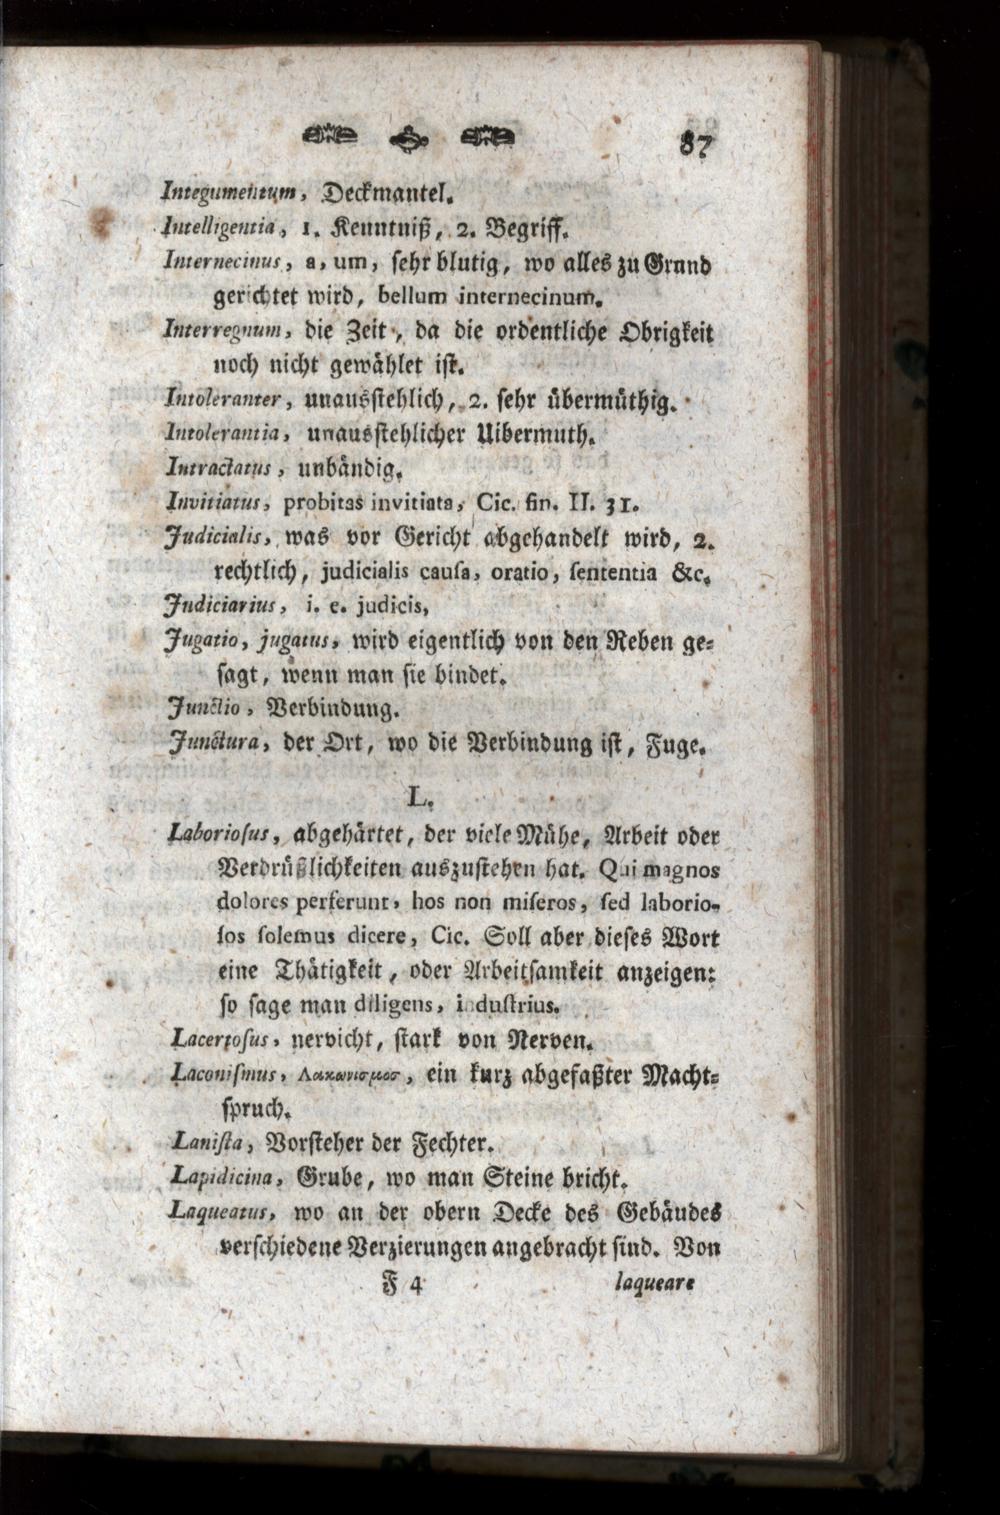 87
Integumentum, Deckmantel.
Intelligentia, 1. Kenntniß, 2. Begriff.
Internecinus, a, um, sehr blutig, wo alles zu Grund
gerichtet wird, bellum internecinum.
Interregnum, die Zeit, da die ordentliche Obrigkeit
noch nicht gewählet ist.
Intoleranter, unausstehlich, 2. sehr übermüthig.
Intolerantia, unausstehlicher Uibermuth.
Intractatus, unbändig.
Invitiatus, probitas invitiata, Cic. fin. II. 31.
Judicialis, was vor Gericht abgehandelt wird, 2.
rechtlich, judicialis causa, oratio, sententia &c.
Judiciarius, i. e. judicis,
Jugatio, jugatus, wird eigentlich von den Reben ge-
sagt, wenn man sie bindet.
Junctio, Verbindung.
Junctura, der Ort, wo die Verbindung ist, Fuge.
L.
Laboriosus, abgehärtet, der viele Mühe, Arbeit oder
Verdrüßlichkeiten auszustehen hat. Qui magnos
dolores perferunt, hos non miseros, sed laborio-
sos solemus dicere, Cic. Soll aber dieses Wort
eine Thätigkeit, oder Arbeitsamkeit anzeigen:
so sage man diligens, industrius.
Lacertosus, nervicht, stark von Nerven.
Laconismus, Λακωνισμοσ, ein kurz abgefaßter Macht-
spruch.
Lanista, Vorsteher der Fechter.
Lapidicina, Grube, wo man Steine bricht.
Laqueatus, wo an der obern Decke des Gebäudes
verschiedene Verzierungen angebracht sind. Von
F 4 laqueare